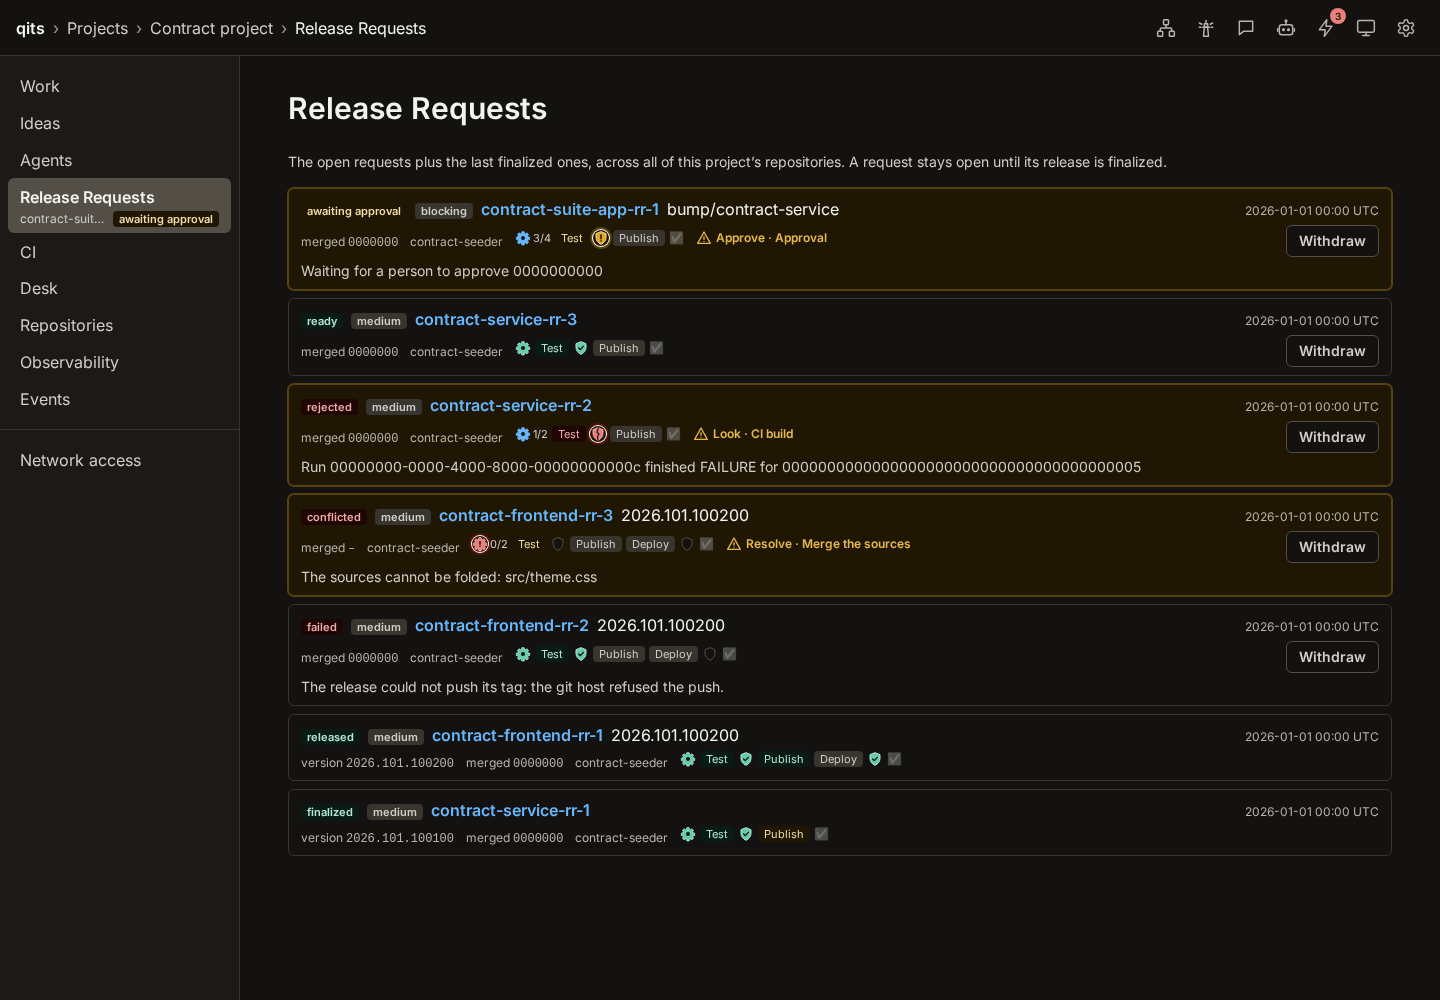 qits › Projects › Contract project › Release Requests
3
Work
Ideas
Agents
Release Requests
contract-suit… awaiting approval
CI
Desk
Repositories
Observability
Events
Network access
Release Requests
The open requests plus the last finalized ones, across all of this project’s repositories. A request stays open until its release is finalized.
awaiting approval blocking contract-suite-app-rr-1 bump/contract-service 2026-01-01 00:00 UTC
merged 0000000 contract-seeder 3/4 Test Publish Approve · Approval Withdraw
Waiting for a person to approve 0000000000
ready medium contract-service-rr-3 2026-01-01 00:00 UTC
merged 0000000 contract-seeder Test Publish Withdraw
rejected medium contract-service-rr-2 2026-01-01 00:00 UTC
merged 0000000 contract-seeder 1/2 Test Publish Look · CI build Withdraw
Run 00000000-0000-4000-8000-00000000000c finished FAILURE for 0000000000000000000000000000000000000005
conflicted medium contract-frontend-rr-3 2026.101.100200 2026-01-01 00:00 UTC
merged – contract-seeder 0/2 Test Publish Deploy Resolve · Merge the sources Withdraw
The sources cannot be folded: src/theme.css
failed medium contract-frontend-rr-2 2026.101.100200 2026-01-01 00:00 UTC
merged 0000000 contract-seeder Test Publish Deploy Withdraw
The release could not push its tag: the git host refused the push.
released medium contract-frontend-rr-1 2026.101.100200 2026-01-01 00:00 UTC
version 2026.101.100200 merged 0000000 contract-seeder Test Publish Deploy
finalized medium contract-service-rr-1 2026-01-01 00:00 UTC
version 2026.101.100100 merged 0000000 contract-seeder Test Publish